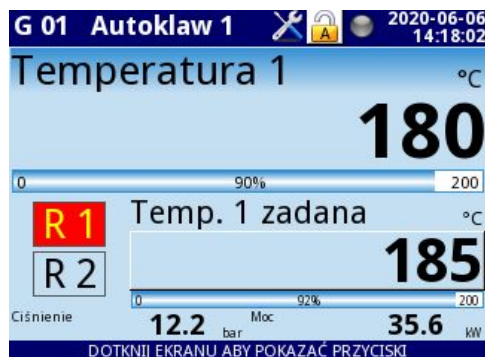 G 01 Autoklaw 1 A 2020-06-06
14:18:02
Temperatura 1 °C
180
0 90% 200
R 1
Temp. 1 zadana °C
R 2
185
0 92% 200
Ciśnienie 12.2 bar Moc 35.6 kW
DOTKNIJ EKRANU ABY POKAZAĆ PRZYCISKI